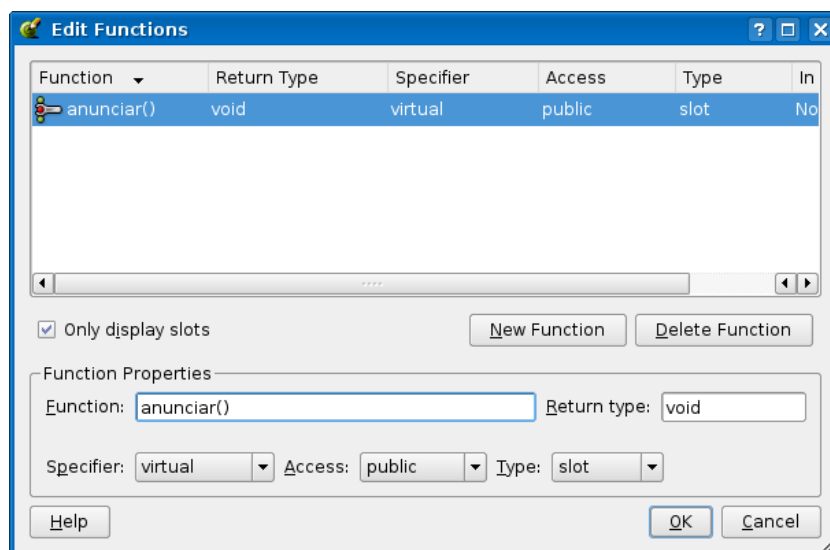 Edit Functions
Function Return Type Specifier Access Type In
anunciar() void virtual public slot No
Only display slots New Function Delete Function
Function Properties
Function: anunciar() Return type: void
Specifier: virtual Access: public Type: slot
Help OK Cancel